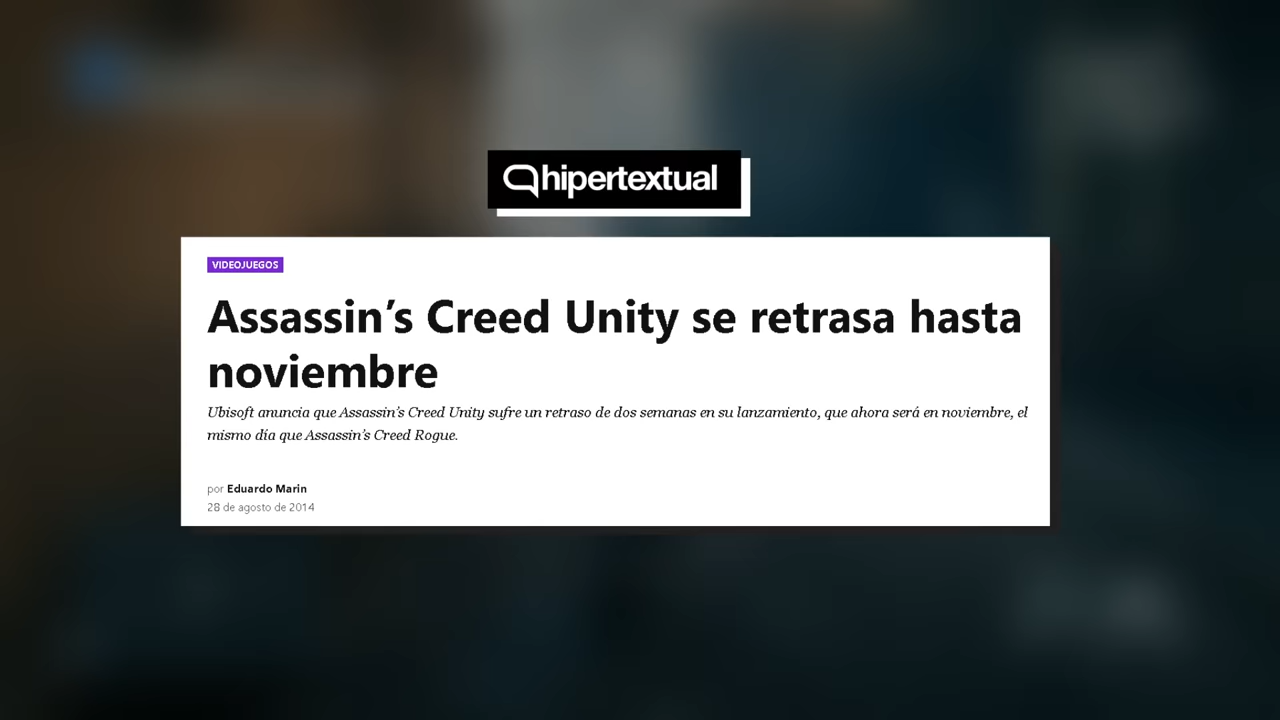 hipertextual
VIDEOJUEGOS
Assassin’s Creed Unity se retrasa hasta
noviembre
Ubisoft anuncia que Assassin’s Creed Unity sufre un retraso de dos semanas en su lanzamiento, que ahora será en noviembre, el
mismo día que Assassin’s Creed Rogue.
por Eduardo Marin
28 de agosto de 2014